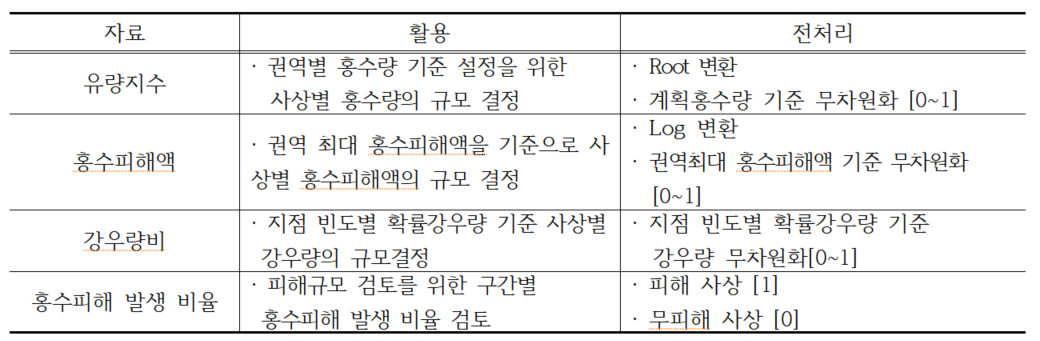 자료 활용 전처리
유량지수
· 권역별 홍수량 기준 설정을 위한
사상별 홍수량의 규모 결정
· Root 변환
· 계획홍수량 기준 무차원화 [0~1]
홍수피해액
· 권역 최대 홍수피해액을 기준으로 사
상별 홍수피해액의 규모 결정
· Log 변환
· 권역최대 홍수피해액 기준 무차원화
[0~1]
강우량비
· 지점 빈도별 확률강우량 기준 사상별
강우량의 규모결정
· 지점 빈도별 확률강우량 기준
강우량 무차원화[0~1]
홍수피해 발생 비율
· 피해규모 검토를 위한 구간별
홍수피해 발생 비율 검토
· 피해 사상 [1]
· 무피해 사상 [0]